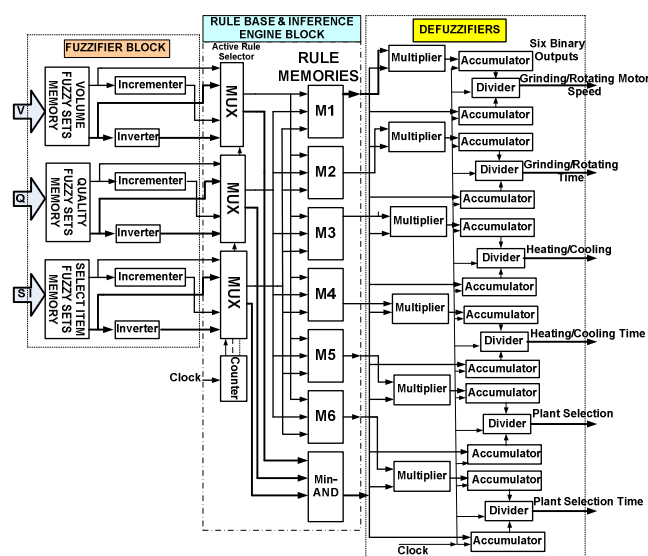 RULE BASE & INFERENCE
ENGINE BLOCK
DEFUZZIFIERS
FUZZIFIER BLOCK
Active Rule
Selector
RULE
MEMORIES
Six Binary
Outputs
V
VOLUME
FUZZY SETS
MEMORY
Incrementer
Inverter
MUX
Q
QUALITY
FUZZY SETS
MEMORY
Incrementer
Inverter
MUX
S
SELECT ITEM
FUZZY SETS
MEMORY
Incrementer
Inverter
MUX
Clock
Counter
M1
M2
M3
M4
M5
M6
Min–
AND
Multiplier
Accumulator
Divider
Grinding/Rotating Motor
Speed
Accumulator
Multiplier
Accumulator
Divider
Grinding/Rotating
Time
Accumulator
Multiplier
Accumulator
Divider
Heating/Cooling
Accumulator
Multiplier
Accumulator
Divider
Heating/Cooling Time
Accumulator
Multiplier
Accumulator
Divider
Plant Selection
Accumulator
Multiplier
Accumulator
Divider
Plant Selection Time
Accumulator
Clock